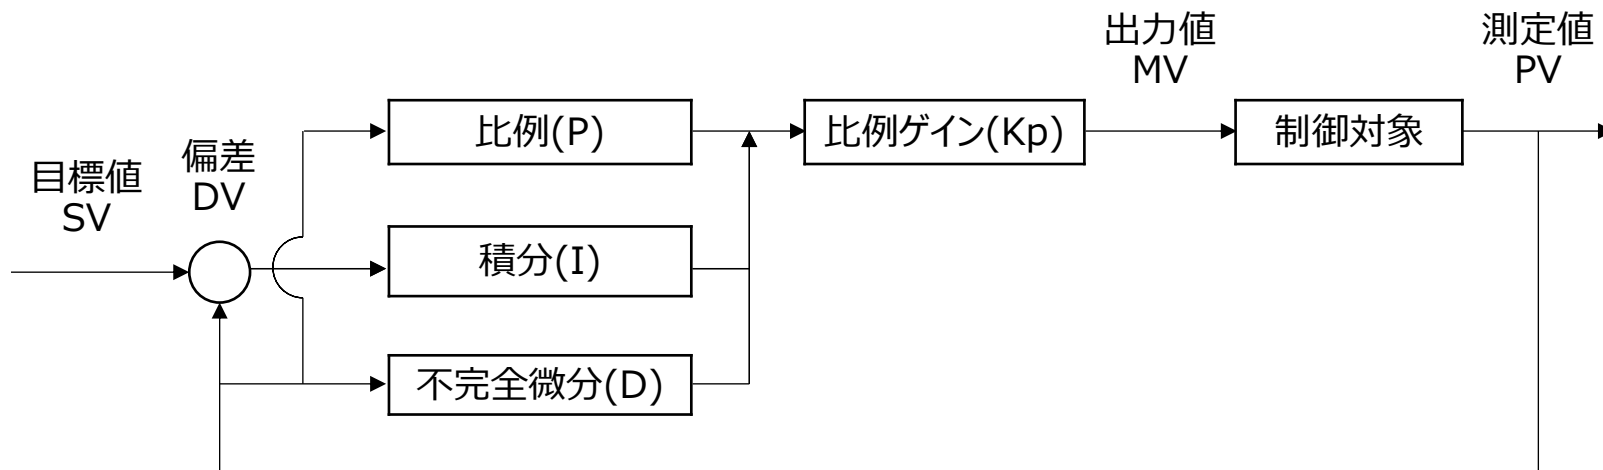 出力値
MV
測定値
PV
比例(P)
比例ゲイン(Kp)
制御対象
偏差
DV
目標値
SV
積分(I)
不完全微分(D)